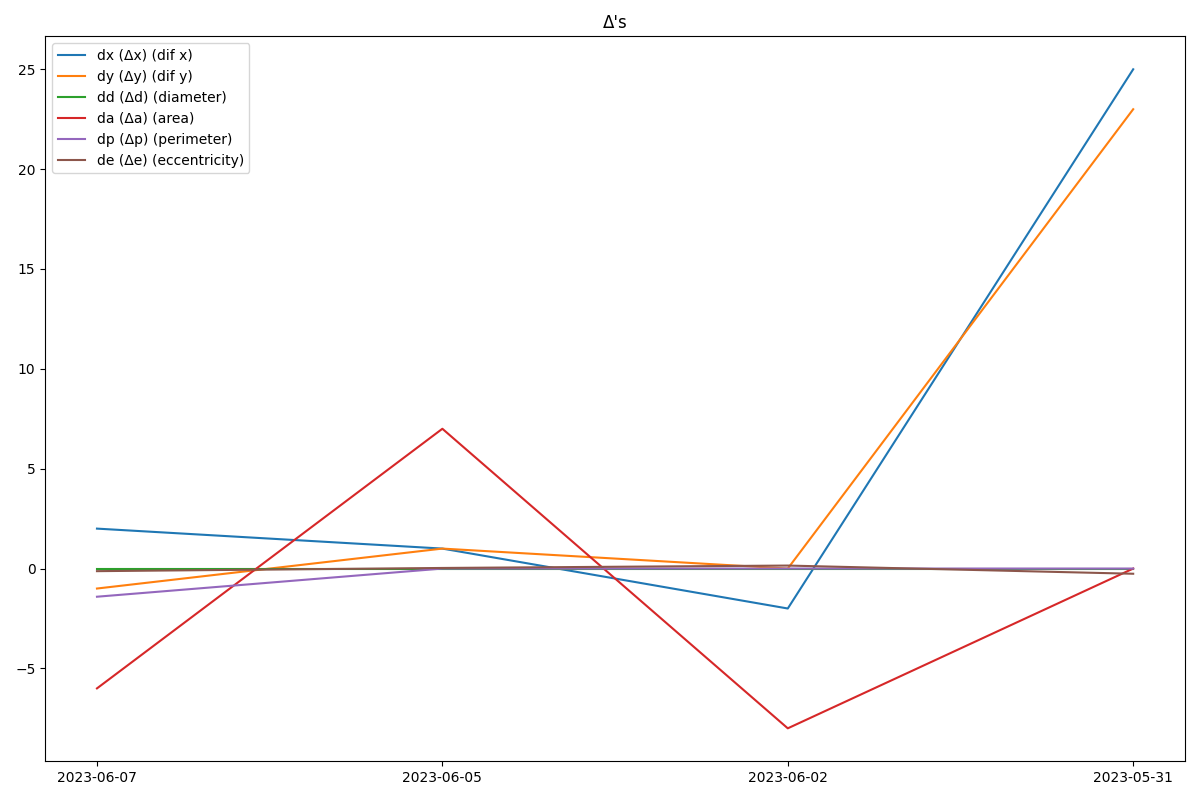 Δ's
dx (Δx) (dif x)
dy (Δy) (dif y)
dd (Δd) (diameter)
da (Δa) (area)
dp (Δp) (perimeter)
de (Δe) (eccentricity)
25
20
15
10
5
0
−5
2023-06-07 2023-06-05 2023-06-02 2023-05-31